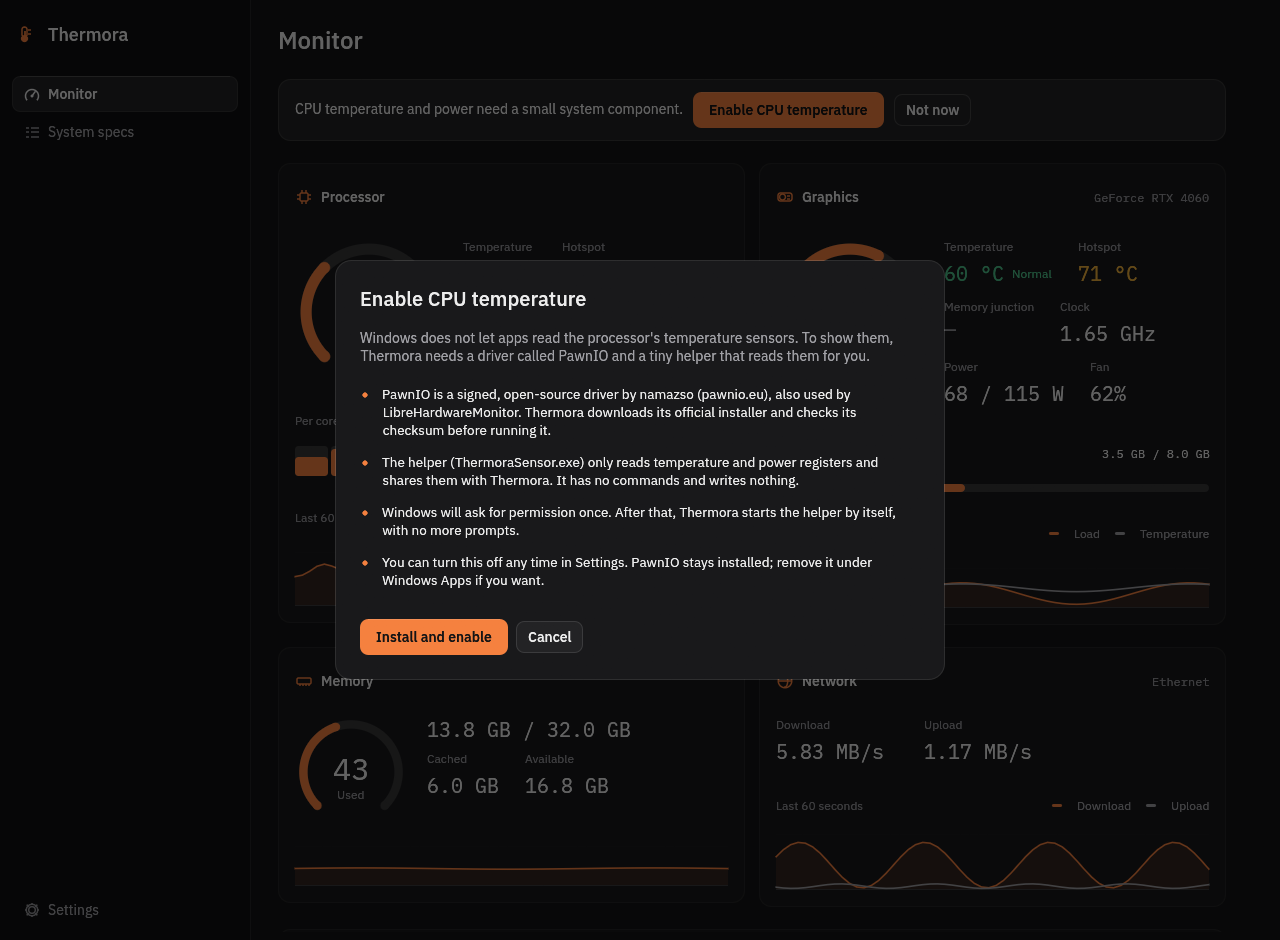 Thermora
Monitor
System specs
Settings
Monitor
CPU temperature and power need a small system component.
Enable CPU temperature
Not now
Processor
Temperature
Hotspot
Last 60
Graphics
GeForce RTX 4060
Temperature
Hotspot
60 °C Normal
71 °C
Memory junction
Clock
—
1.65 GHz
Power
Fan
68 / 115 W
62%
3.5 GB / 8.0 GB
Load
Temperature
Enable CPU temperature
Windows does not let apps read the processor's temperature sensors. To show them,
Thermora needs a driver called PawnIO and a tiny helper that reads them for you.
PawnIO is a signed, open-source driver by namazso (pawnio.eu), also used by
LibreHardwareMonitor. Thermora downloads its official installer and checks its
checksum before running it.
The helper (ThermoraSensor.exe) only reads temperature and power registers and
shares them with Thermora. It has no commands and writes nothing.
Windows will ask for permission once. After that, Thermora starts the helper by itself,
with no more prompts.
You can turn this off any time in Settings. PawnIO stays installed; remove it under
Windows Apps if you want.
Install and enable
Cancel
Memory
43
Used
13.8 GB / 32.0 GB
Cached
Available
6.0 GB
16.8 GB
Network
Ethernet
Download
Upload
5.83 MB/s
1.17 MB/s
Last 60 seconds
Download
Upload